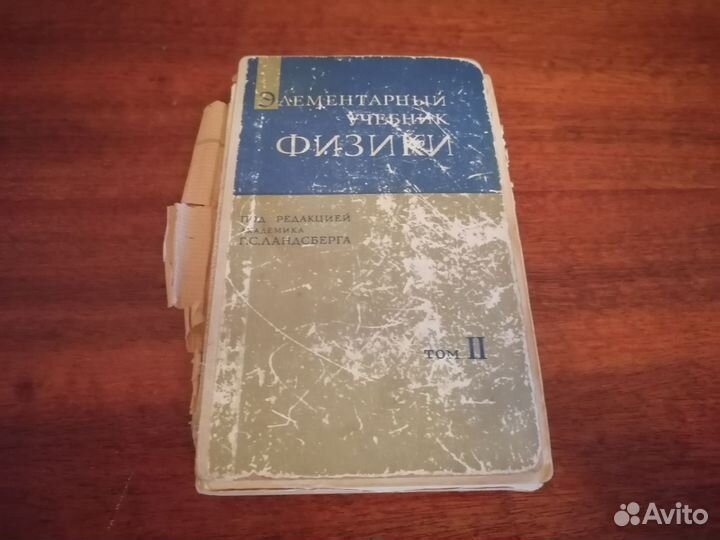 Элементарный
учебник
физики
под редакцией
академика
Г.С.Ландсберга
том II
Avito